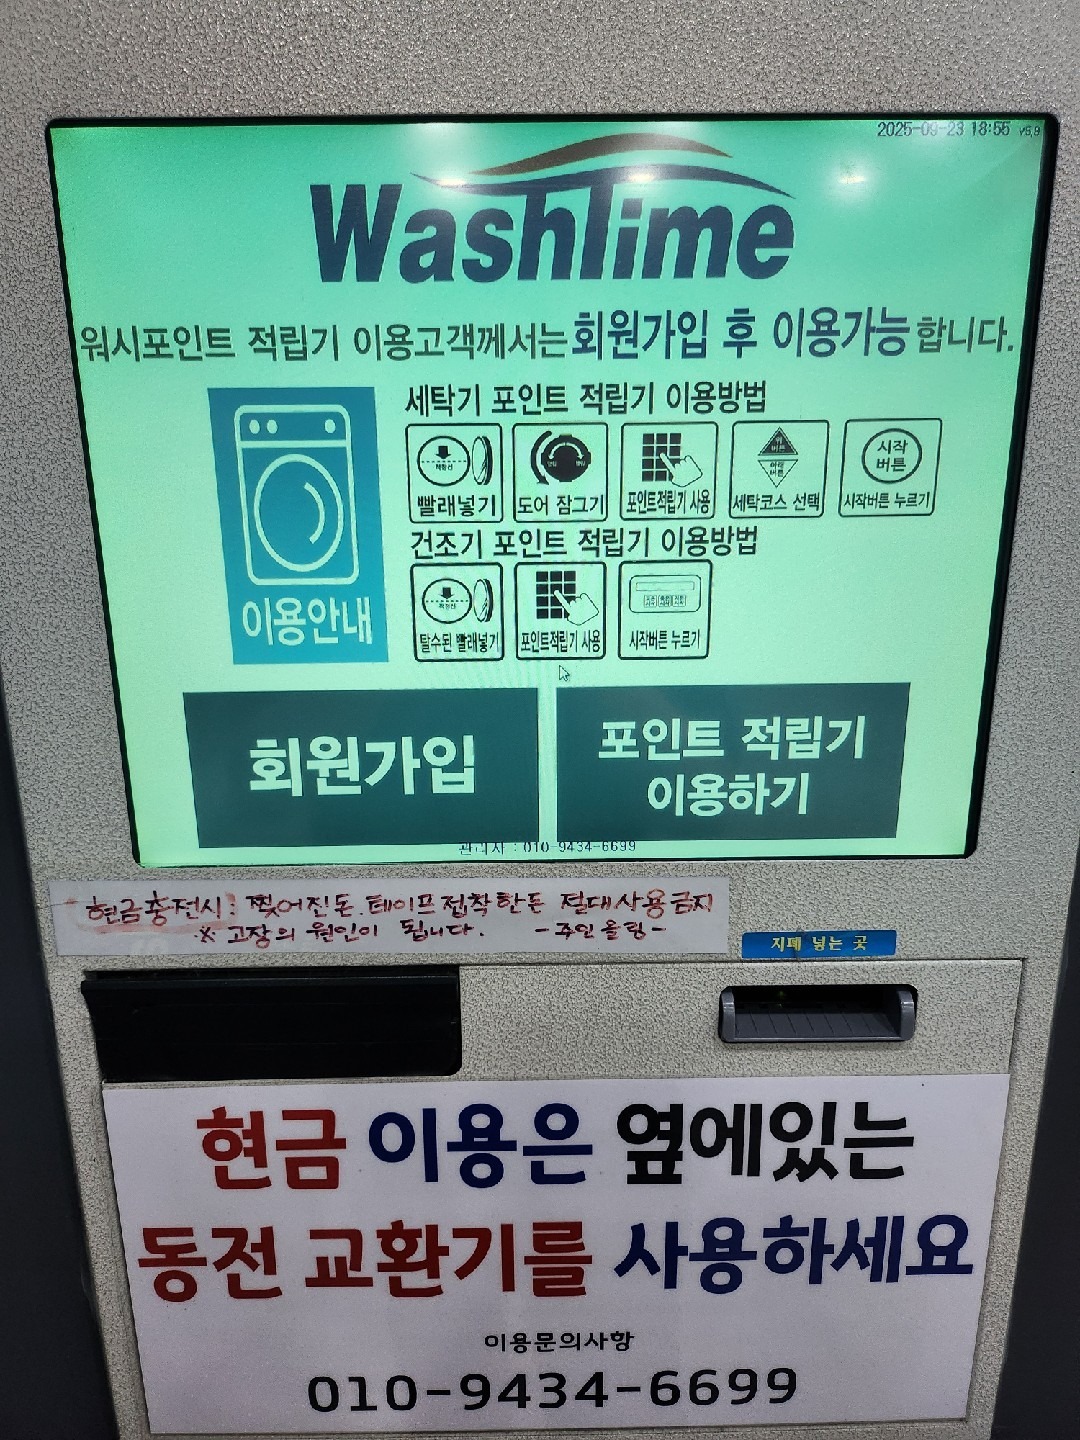 2025-09-23 18:55 v5.9
WashTime
워시포인트 적립기 이용고객께서는 회원가입 후 이용가능 합니다.
세탁기 포인트 적립기 이용방법
빨래넣기 도어 잠그기 포인트적립기 사용 세탁코스 선택 시작버튼 누르기
시작
버튼
건조기 포인트 적립기 이용방법
탈수된 빨래넣기 포인트적립기 사용 시작버튼 누르기
이용안내
회원가입
포인트 적립기
이용하기
관리자 : 010-9434-6699
현금충전시: 찢어진돈. 테이프접착한돈 절대사용금지
※ 고장의 원인이 됩니다. -주인올림-
지폐 넣는 곳
현금 이용은 옆에있는
동전 교환기를 사용하세요
이용문의사항
010-9434-6699